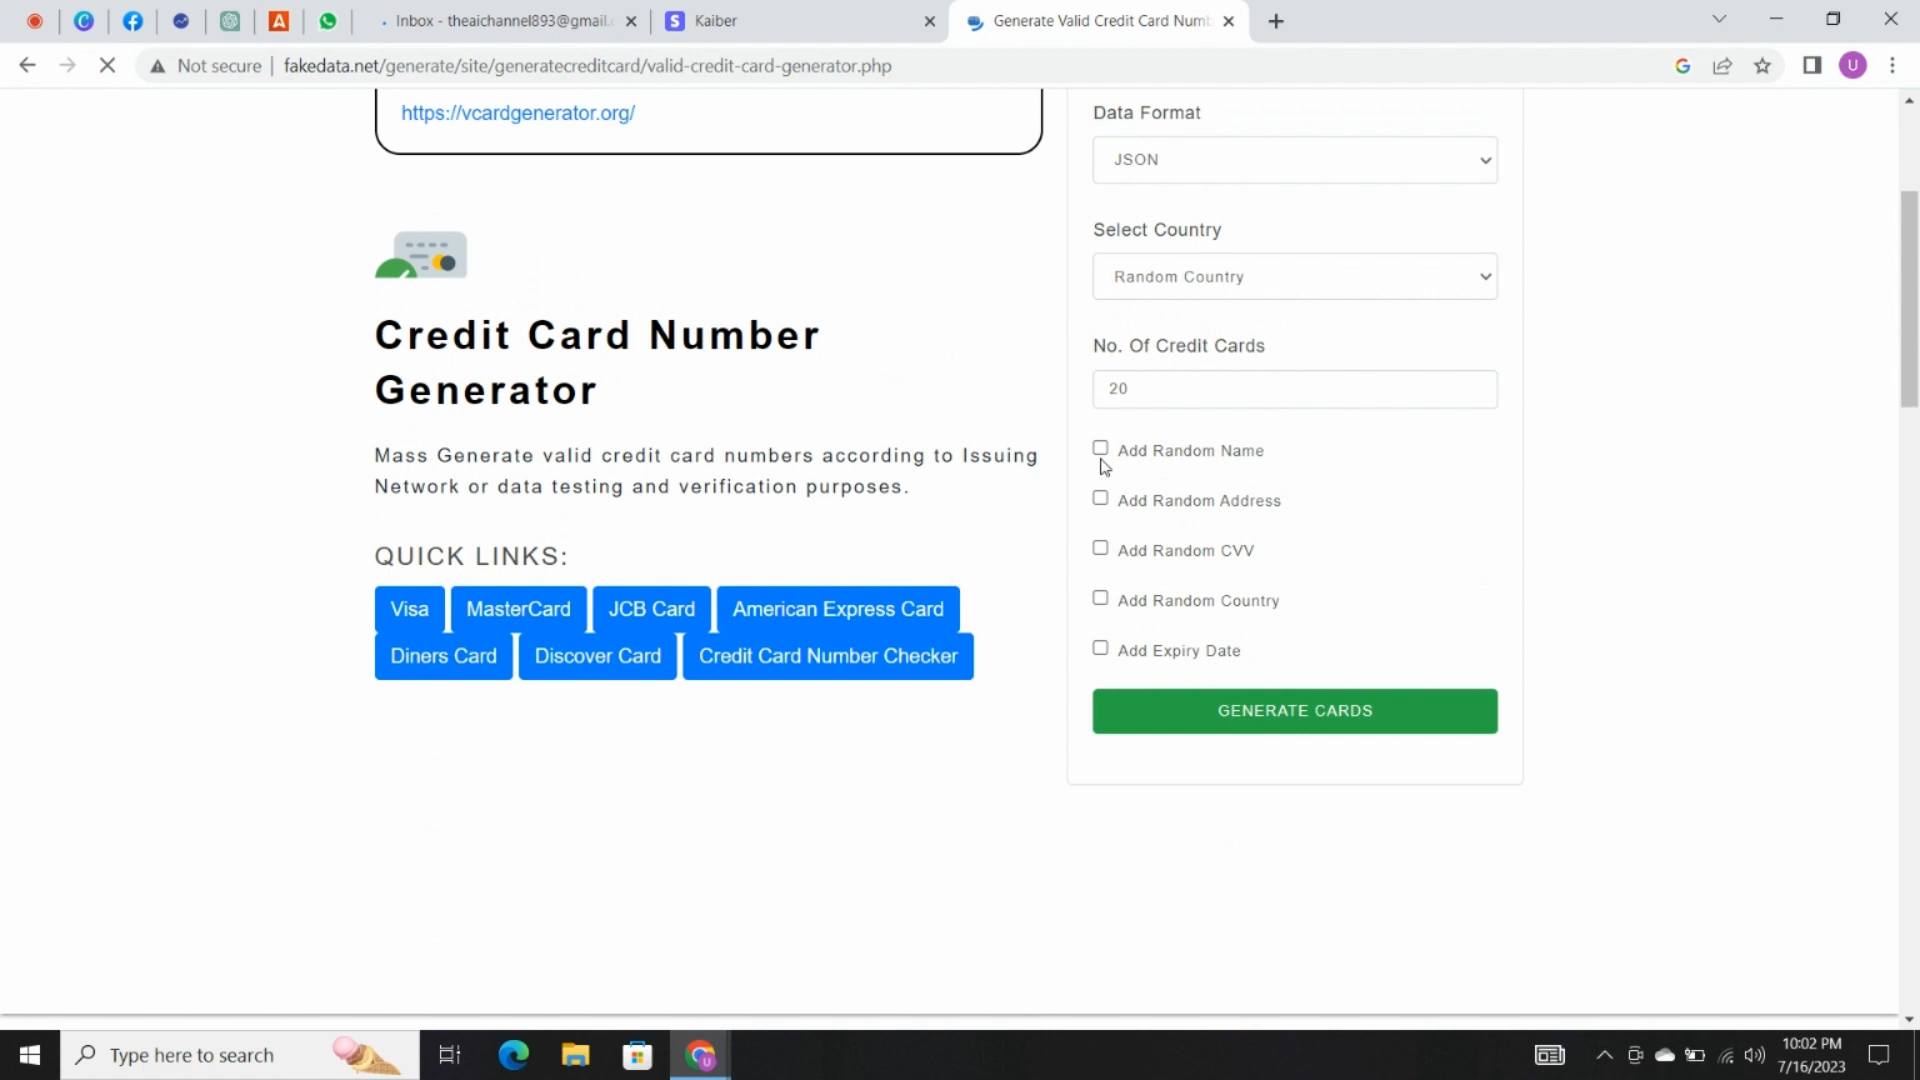 Inbox - theaichannel893@gmail.c
Kaiber
Generate Valid Credit Card Numb
Not secure
fakedata.net/generate/site/generatecreditcard/valid-credit-card-generator.php
U
https://vcardgenerator.org/
Data Format
JSON
Select Country
Random Country
Credit Card Number
Generator
No. Of Credit Cards
20
Mass Generate valid credit card numbers according to Issuing
Network or data testing and verification purposes.
Add Random Name
Add Random Address
QUICK LINKS:
Add Random CVV
Visa
MasterCard
JCB Card
American Express Card
Add Random Country
Diners Card
Discover Card
Credit Card Number Checker
Add Expiry Date
GENERATE CARDS
Type here to search
10:02 PM
7/16/2023